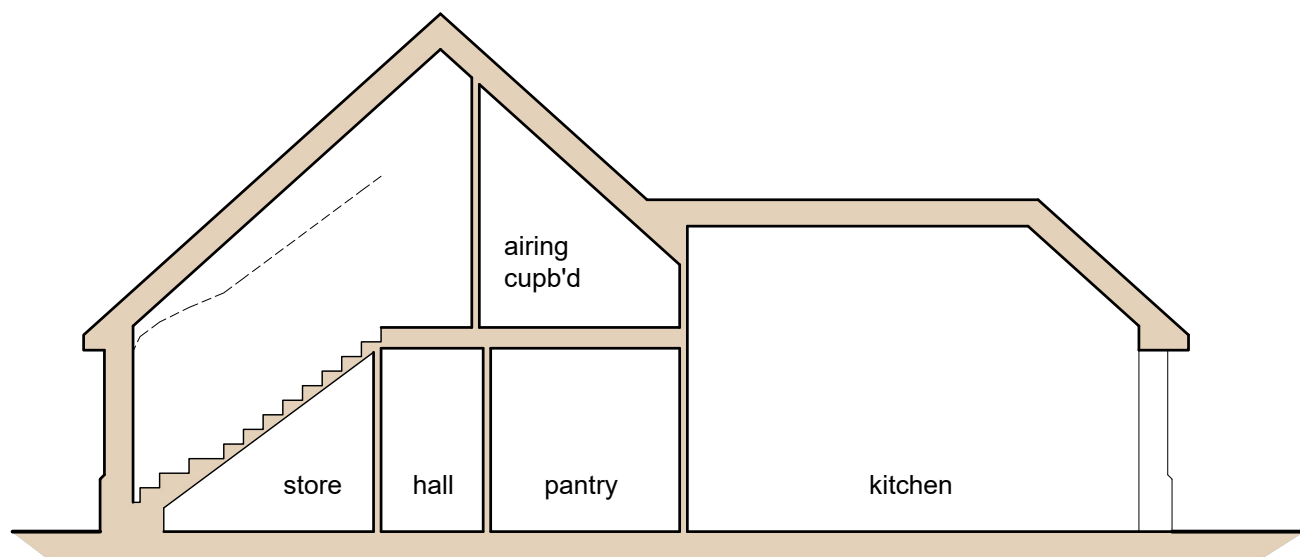 airing
cupb'd
store
hall
pantry
kitchen